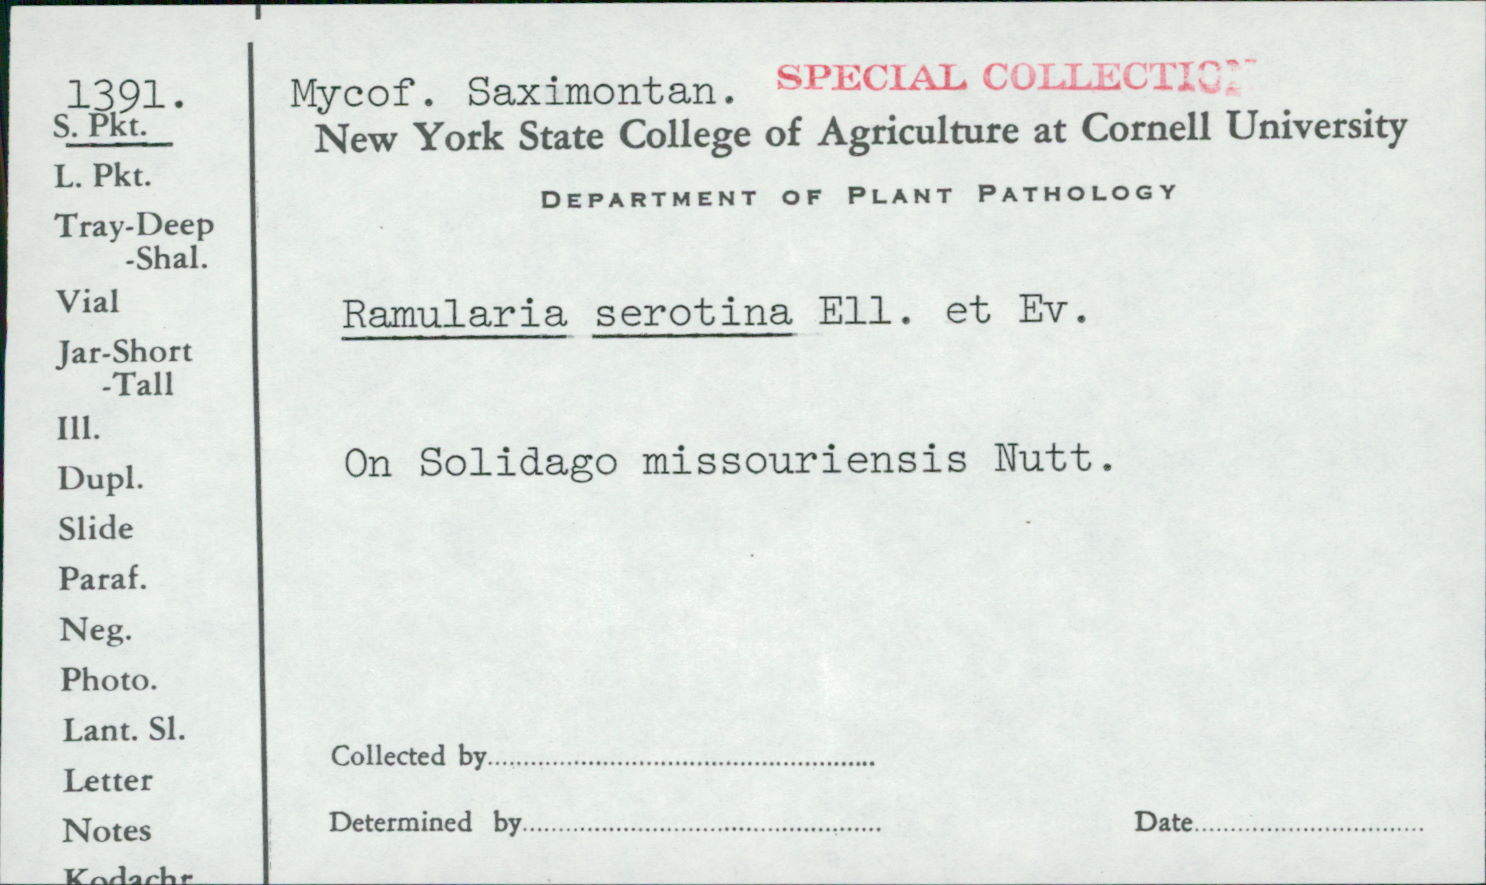 1391.
S. Pkt.
L. Pkt.
Tray-Deep
-Shal.
Vial
Jar-Short
-Tall
Ill.
Dupl.
Slide
Paraf.
Neg.
Photo.
Lant. Sl.
Letter
Notes
Kodachr.
Mycof. Saximontan. SPECIAL COLLECTION
New York State College of Agriculture at Cornell University
DEPARTMENT OF PLANT PATHOLOGY
Ramularia serotina Ell. et Ev.
On Solidago missouriensis Nutt.
Collected by
Determined by Date